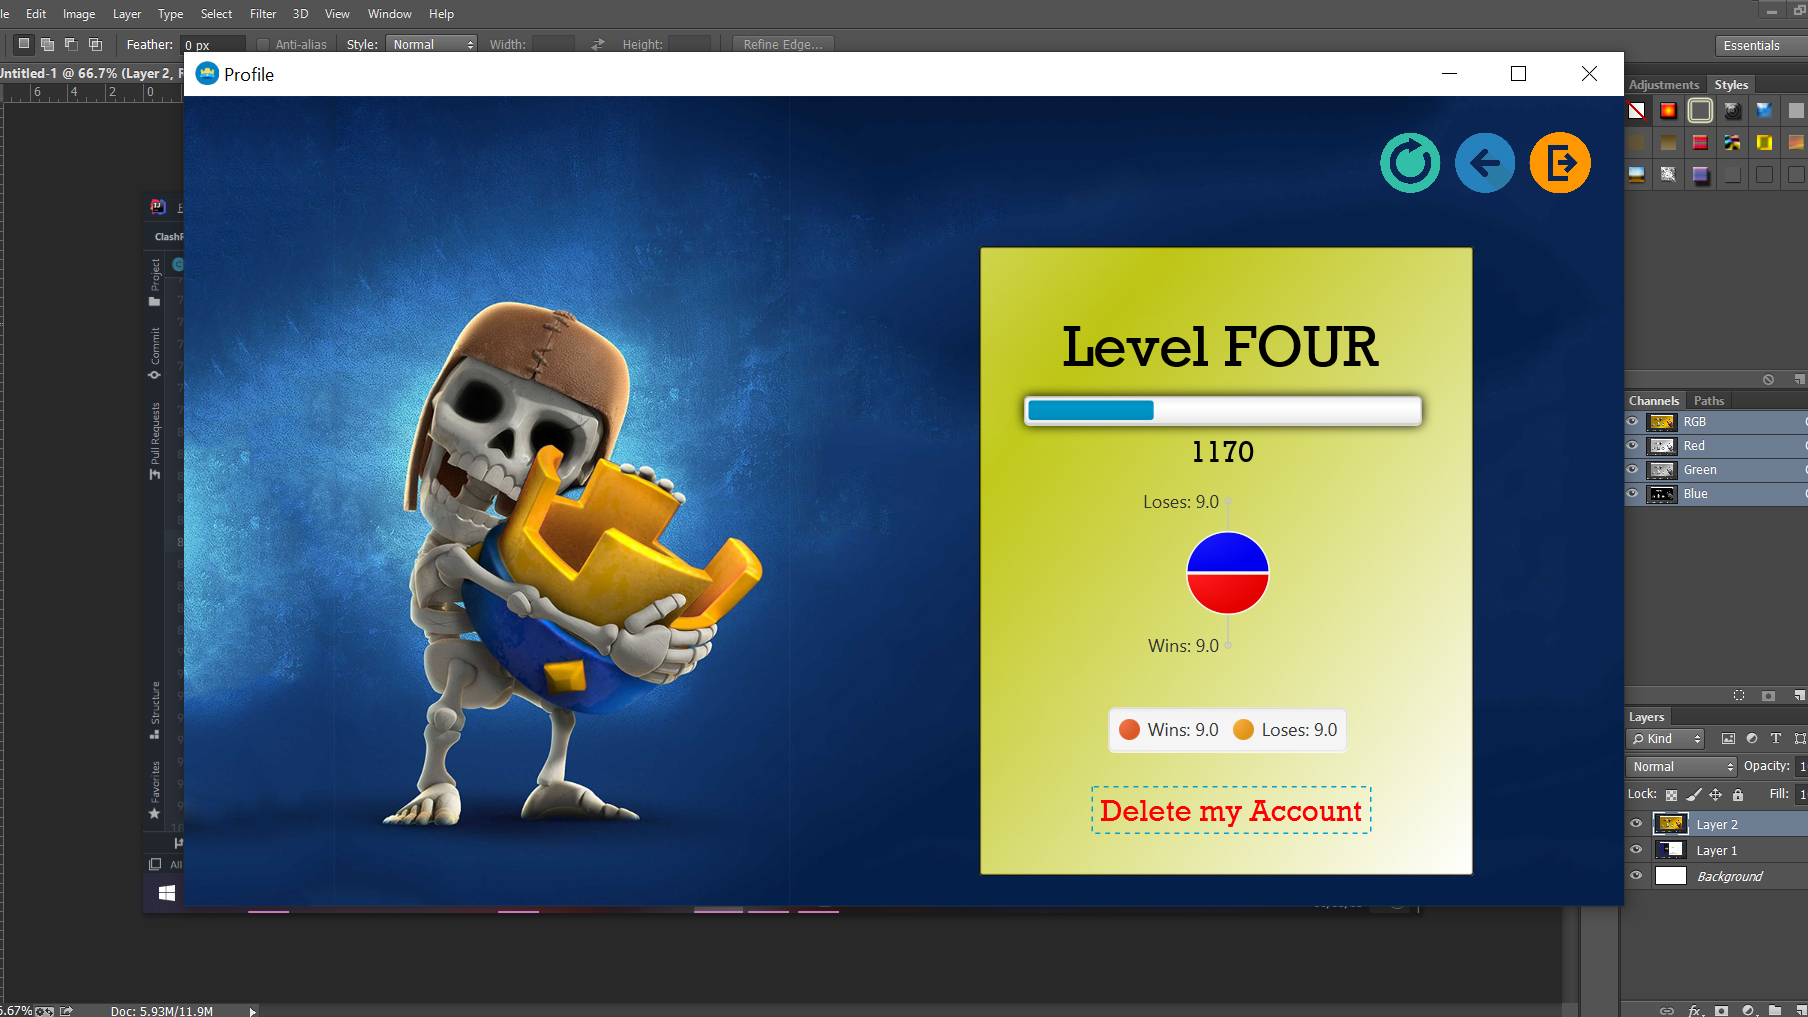 Edit Image Layer Type Select Filter 3D View Window Help
Feather: 0 px Anti-alias Style: Normal Width: Height: Refine Edge... Essentials
Untitled-1 @ 66.7% (Layer 2,
6 4 2 0
Profile
Adjustments Styles
Project
Commit
Pull Requests
Structure
Favorites
All
Level FOUR
1170
Loses: 9.0
Wins: 9.0
Wins: 9.0 Loses: 9.0
Delete my Account
Channels Paths
RGB
Red
Green
Blue
Layers
Kind
Normal Opacity:
Lock: Fill:
Layer 2
Layer 1
Background
Doc: 5.93M/11.9M